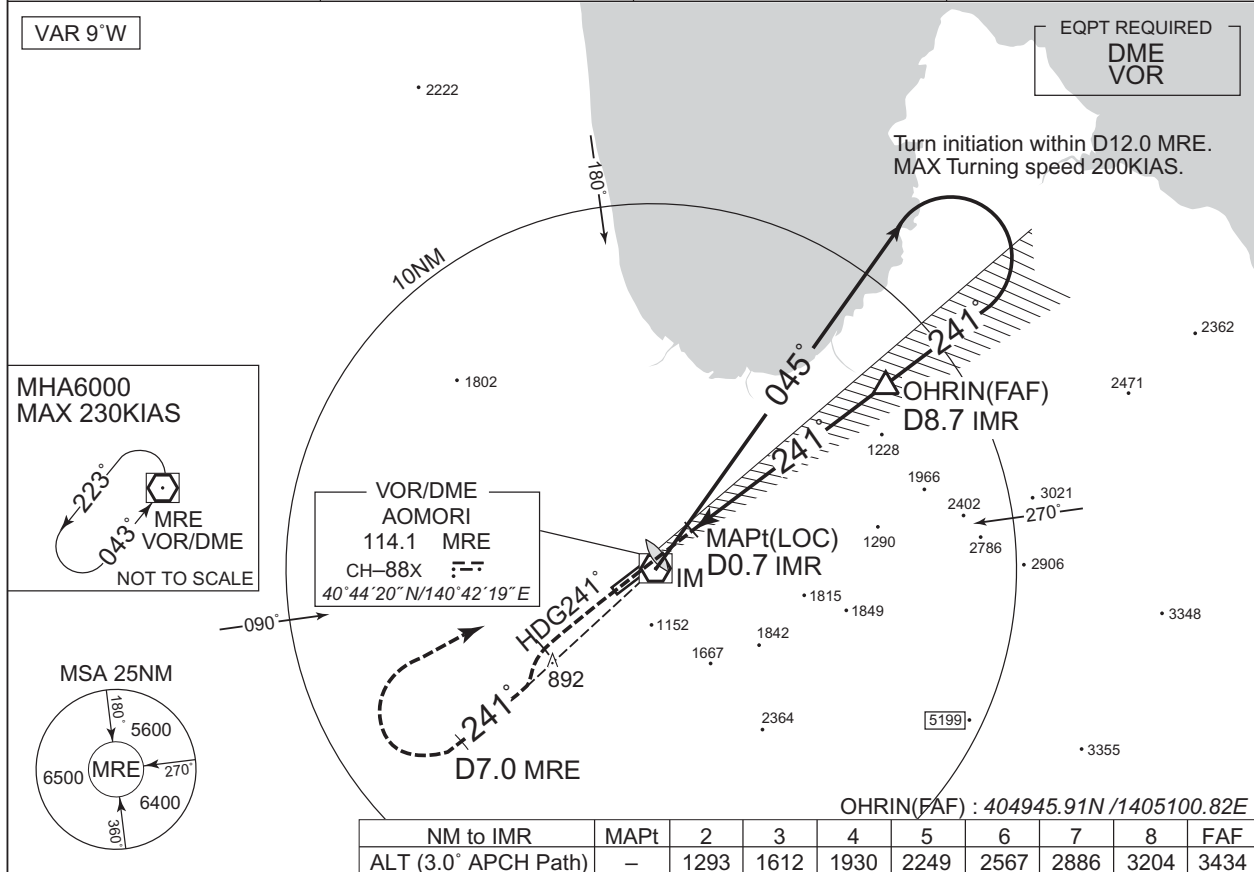 VAR 9˚W
EQPT REQUIRED
DME
VOR
2222
Turn initiation within D12.0 MRE.
MAX Turning speed 200KIAS.
180˚
10NM
2362
241˚
045˚
MHA6000
MAX 230KIAS
1802
2471
OHRIN(FAF)
D8.7 IMR
241˚
1228
223˚
043˚
MRE
VOR/DME
NOT TO SCALE
VOR/DME
AOMORI
114.1 MRE
CH–88X
40˚44´20˝N/140˚42´19˝E
1966
2402
3021
270˚
MAPt(LOC)
D0.7 IMR
1290
2786
2906
IM
HDG241˚
1815
1849
3348
090˚
1152
1842
1667
892
MSA 25NM
180˚
5600
MRE
270˚
6500
6400
360˚
241˚
D7.0 MRE
2364
5199
3355
OHRIN(FAF) : 404945.91N /1405100.82E
NM to IMR MAPt 2 3 4 5 6 7 8 FAF
ALT (3.0˚ APCH Path) – 1293 1612 1930 2249 2567 2886 3204 3434